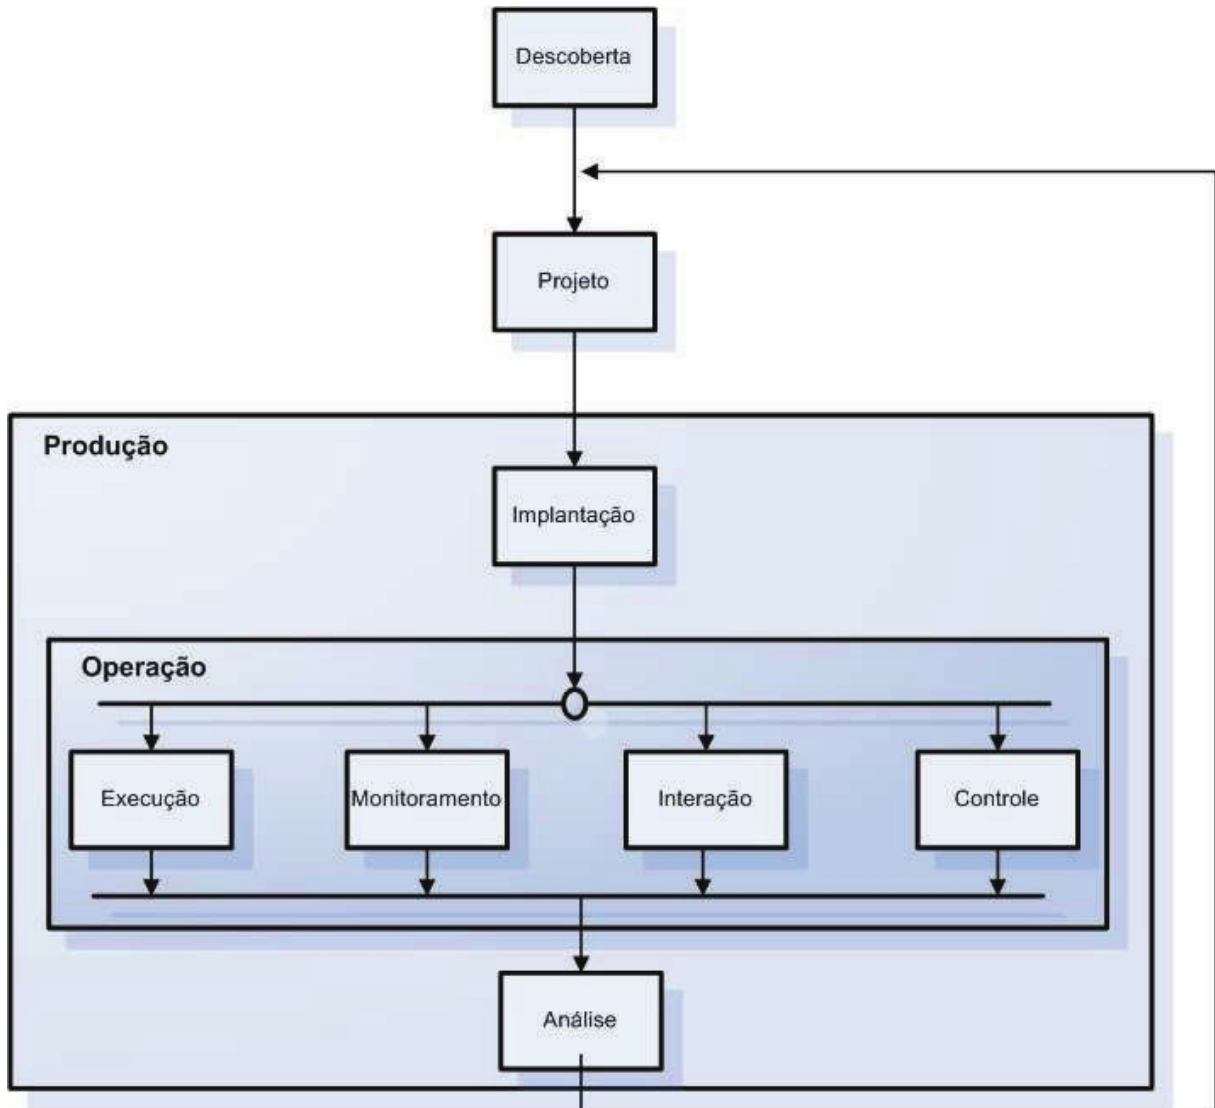 Descoberta
Projeto
Produção
Implantação
Operação
Execução
Monitoramento
Interação
Controle
Análise